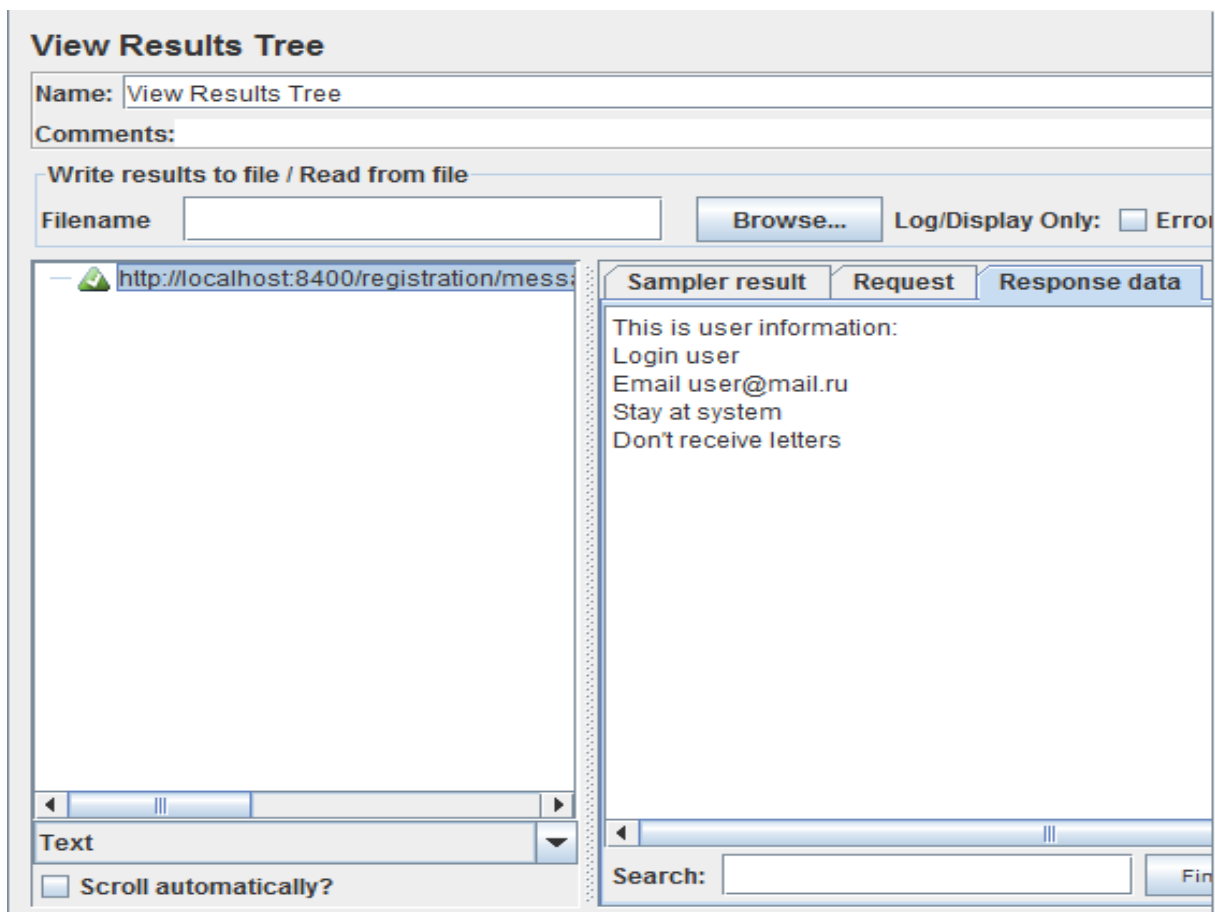 View Results Tree
Name: View Results Tree
Comments:
Write results to file / Read from file
Filename Browse... Log/Display Only:
http://localhost:8400/registration/
Sampler result Request Response data
This is user information:
Login user
Email user@mail.ru
Stay at system
Don't receive letters
Text
Scroll automatically?
Search: